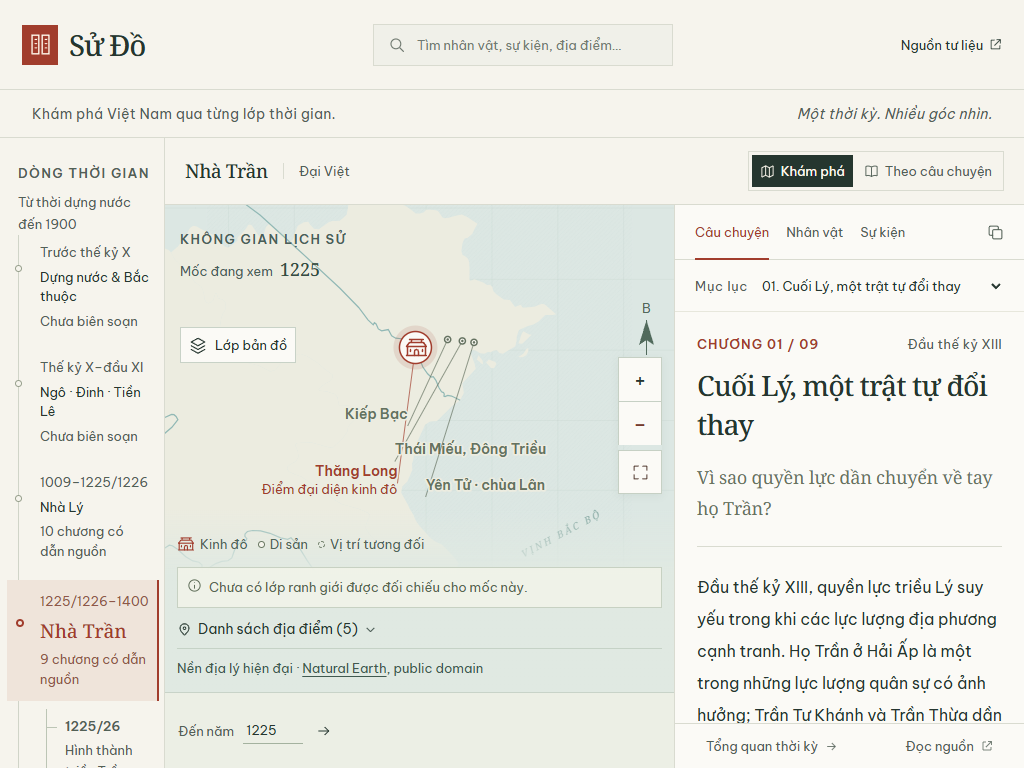 Sử Đồ
Tìm nhân vật, sự kiện, địa điểm...
Nguồn tư liệu
Khám phá Việt Nam qua từng lớp thời gian.
Một thời kỳ. Nhiều góc nhìn.
DÒNG THỜI GIAN
Từ thời dựng nước
đến 1900
Trước thế kỷ X
Dựng nước & Bắc
thuộc
Chưa biên soạn
Thế kỷ X–đầu XI
Ngô · Đinh · Tiền
Lê
Chưa biên soạn
1009–1225/1226
Nhà Lý
10 chương có
dẫn nguồn
1225/1226–1400
Nhà Trần
9 chương có dẫn
nguồn
1225/26
Hình thành
triều Trần
Nhà Trần
Đại Việt
Khám phá
Theo câu chuyện
KHÔNG GIAN LỊCH SỬ
Mốc đang xem 1225
Lớp bản đồ
B
+
−
Kiếp Bạc
Thái Miếu, Đông Triều
Thăng Long
Điểm đại diện kinh đô
Yên Tử · chùa Lân
VỊNH BẮC BỘ
Kinh đô
Di sản
Vị trí tương đối
Chưa có lớp ranh giới được đối chiếu cho mốc này.
Danh sách địa điểm (5)
Nền địa lý hiện đại · Natural Earth, public domain
Đến năm 1225 →
Câu chuyện
Nhân vật
Sự kiện
Mục lục
01. Cuối Lý, một trật tự đổi thay
CHƯƠNG 01 / 09
Đầu thế kỷ XIII
Cuối Lý, một trật tự đổi
thay
Vì sao quyền lực dần chuyển về tay
họ Trần?
Đầu thế kỷ XIII, quyền lực triều Lý suy
yếu trong khi các lực lượng địa phương
cạnh tranh. Họ Trần ở Hải Ấp là một
trong những lực lượng quân sự có ảnh
hưởng; Trần Tự Khánh và Trần Thừa dần
Tổng quan thời kỳ →
Đọc nguồn